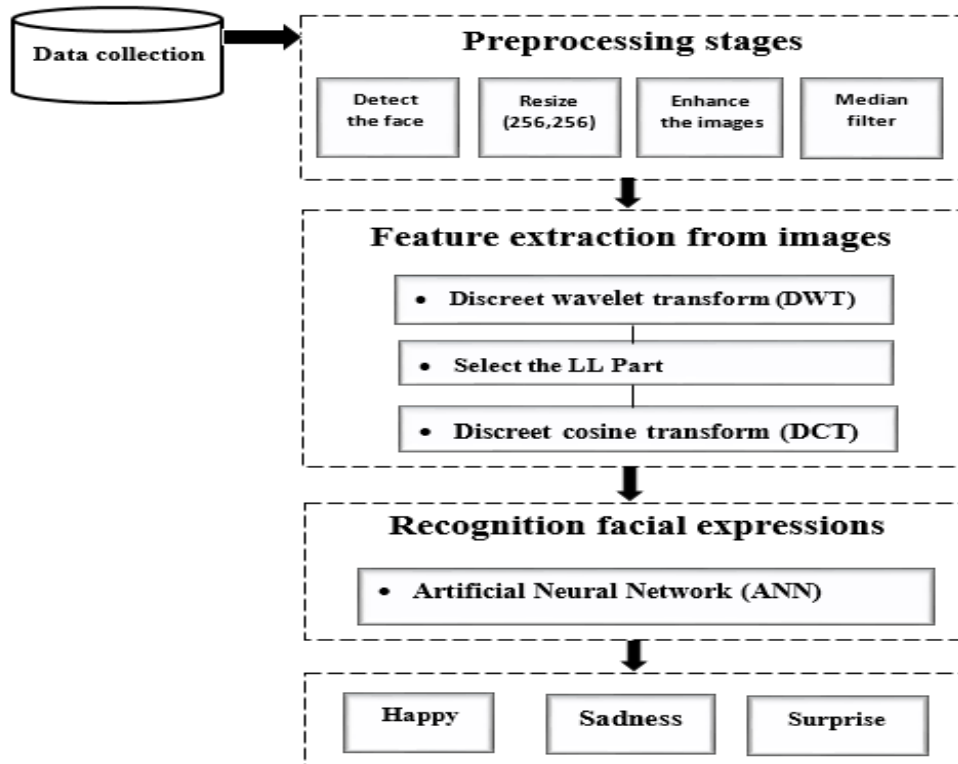 Data collection
Preprocessing stages
Detect
the face
Resize
(256,256)
Enhance
the images
Median
filter
Feature extraction from images
• Discreet wavelet transform (DWT)
• Select the LL Part
• Discreet cosine transform (DCT)
Recognition facial expressions
• Artificial Neural Network (ANN)
Happy
Sadness
Surprise